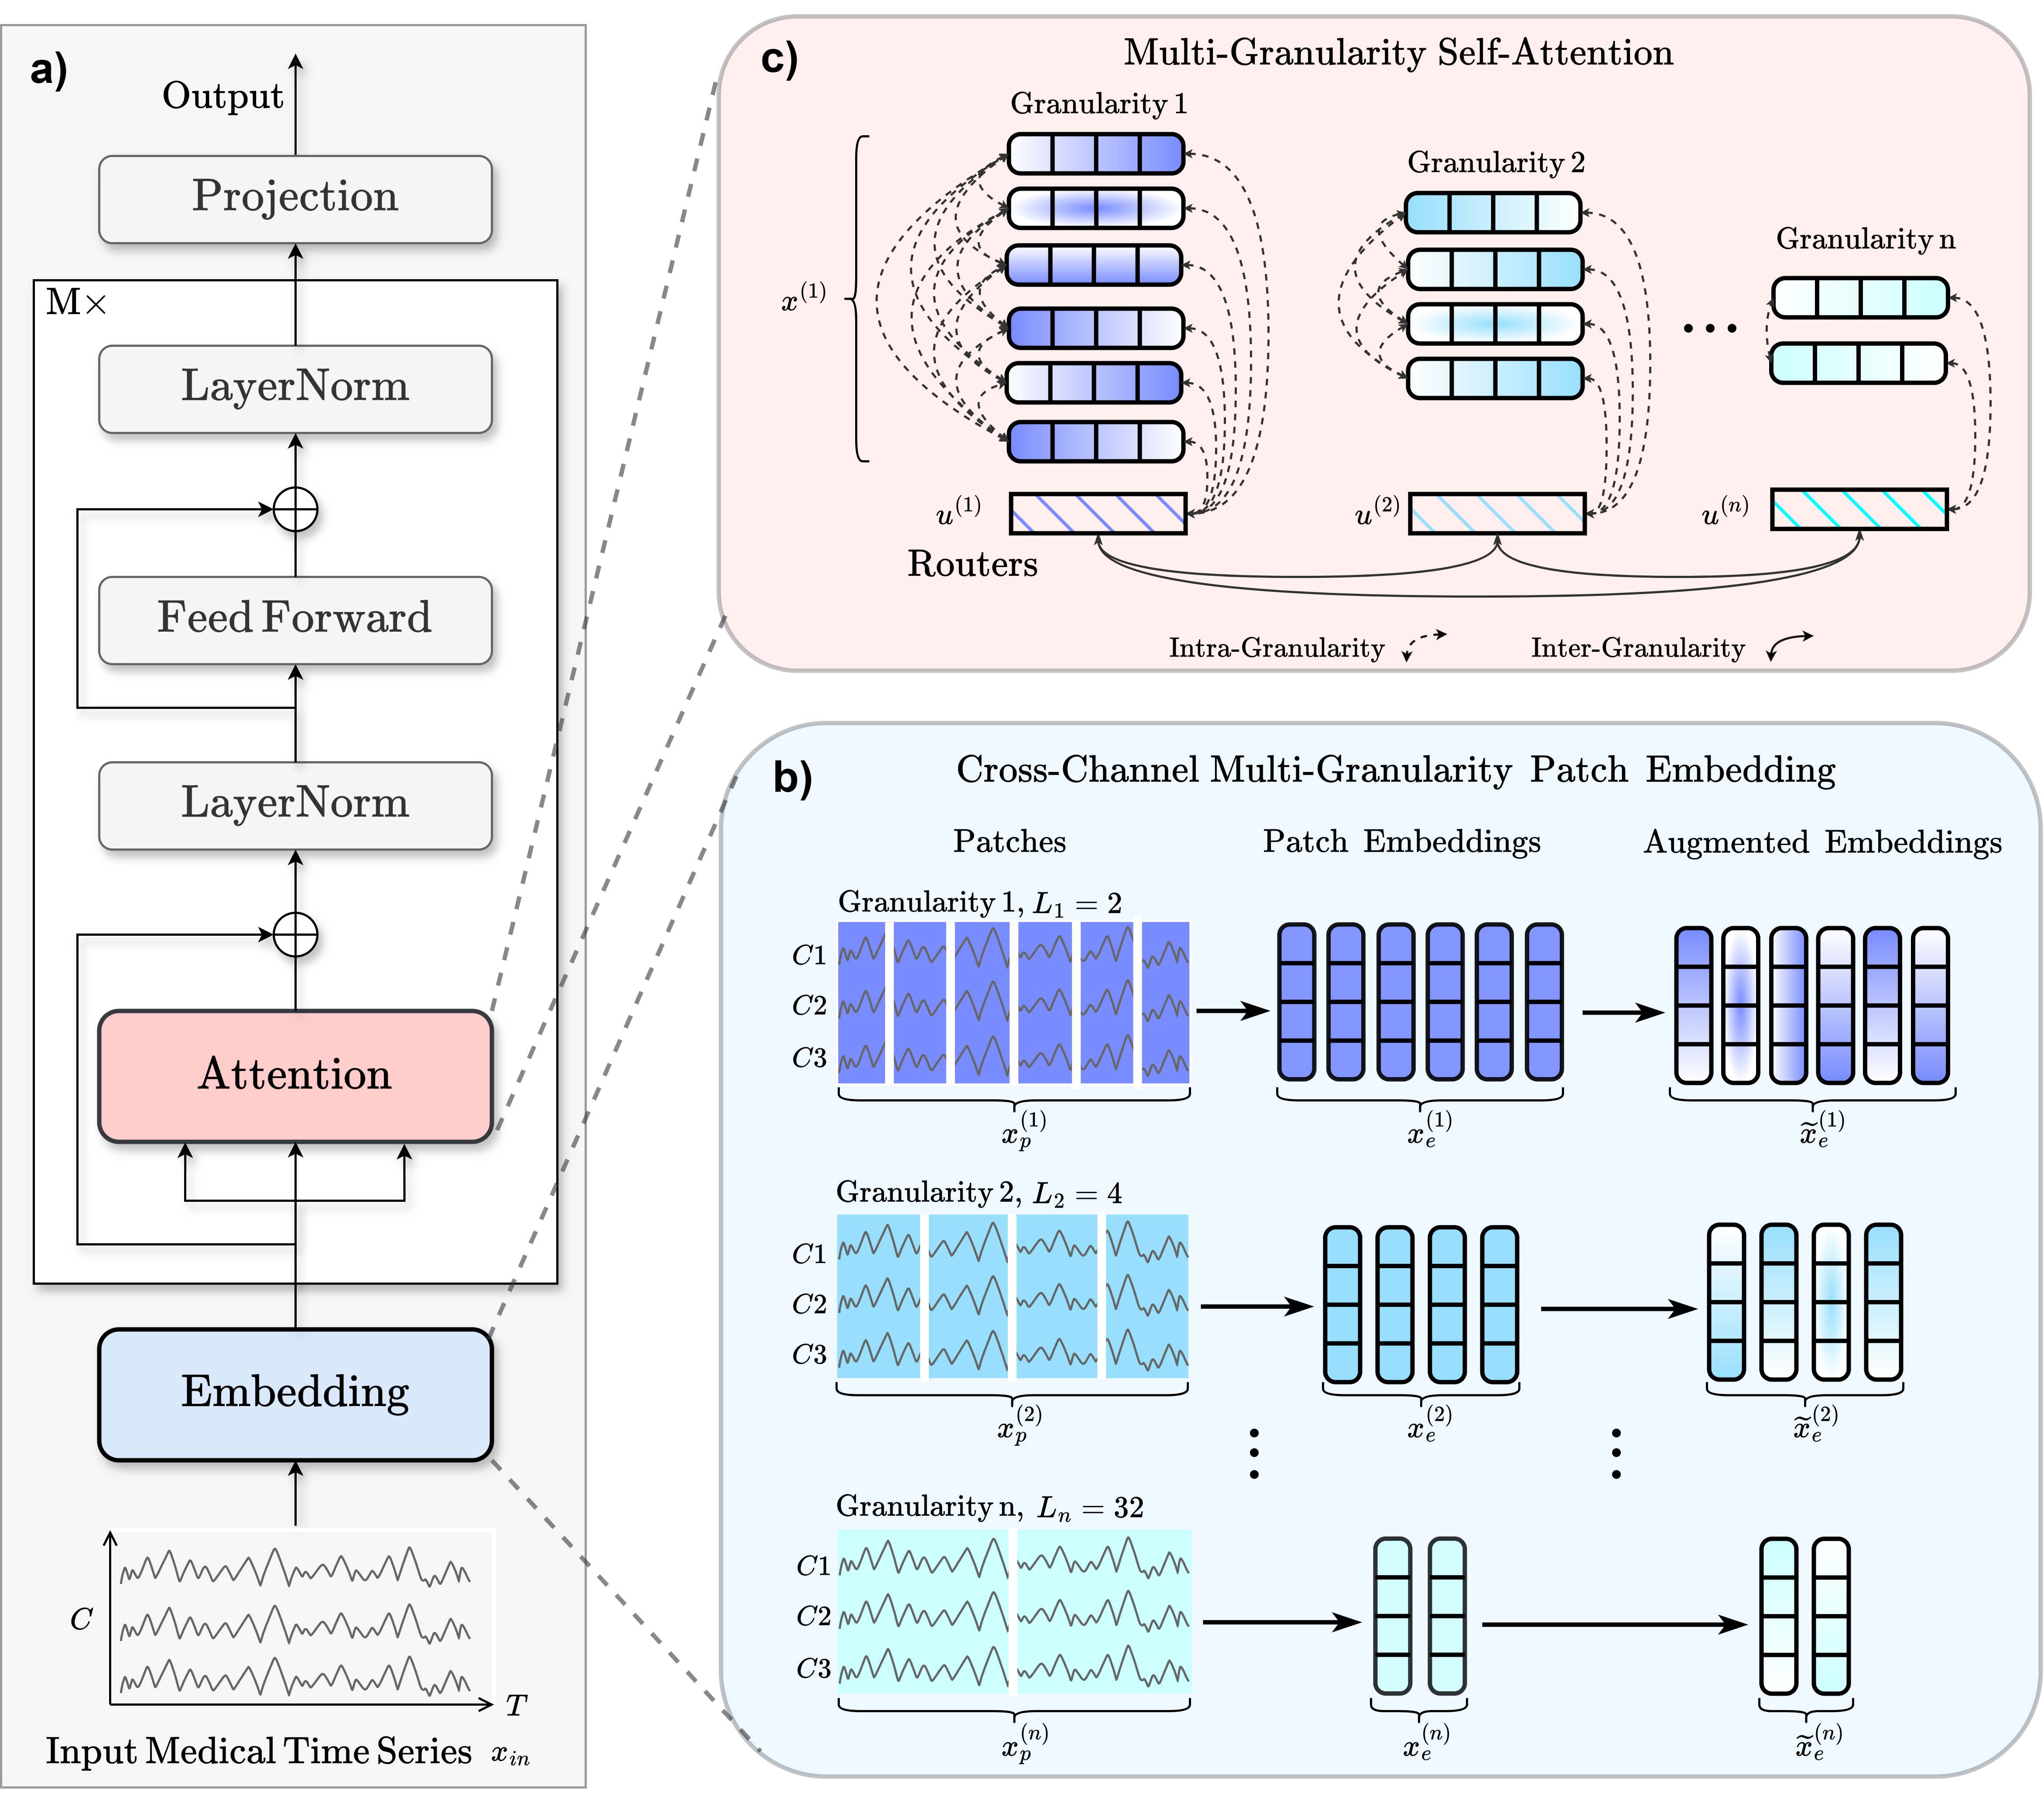 a)
Output
Projection
M×
LayerNorm
Feed Forward
LayerNorm
Attention
Embedding
C
T
Input Medical Time Series x_{in}
c)
Multi-Granularity Self-Attention
Granularity 1
Granularity 2
Granularity n
x^{(1)}
u^{(1)}
u^{(2)}
u^{(n)}
Routers
Intra-Granularity
Inter-Granularity
b)
Cross-Channel Multi-Granularity Patch Embedding
Patches
Patch Embeddings
Augmented Embeddings
Granularity 1, L_1 = 2
C1
C2
C3
x_p^{(1)}
x_e^{(1)}
x̃_e^{(1)}
Granularity 2, L_2 = 4
C1
C2
C3
x_p^{(2)}
x_e^{(2)}
x̃_e^{(2)}
Granularity n, L_n = 32
C1
C2
C3
x_p^{(n)}
x_e^{(n)}
x̃_e^{(n)}